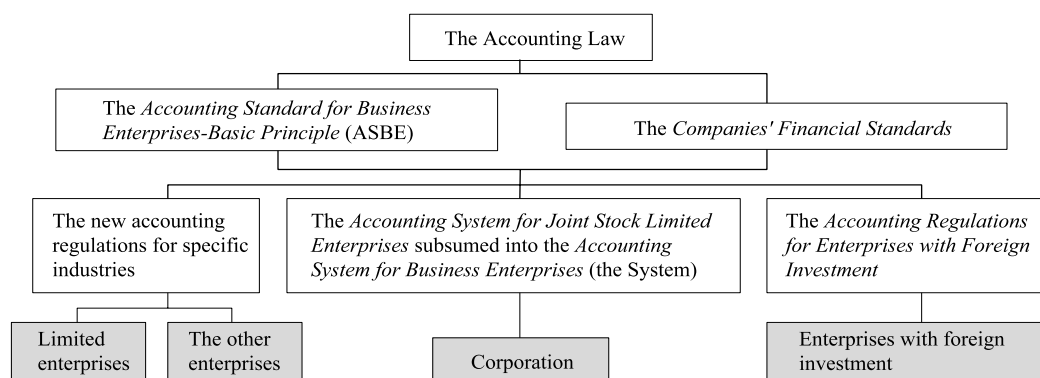 The Accounting Law
The Accounting Standard for Business
Enterprises-Basic Principle (ASBE)
The Companies' Financial Standards
The new accounting
regulations for specific
industries
The Accounting System for Joint Stock Limited
Enterprises subsumed into the Accounting
System for Business Enterprises (the System)
The Accounting Regulations
for Enterprises with Foreign
Investment
Limited
enterprises
The other
enterprises
Corporation
Enterprises with foreign
investment